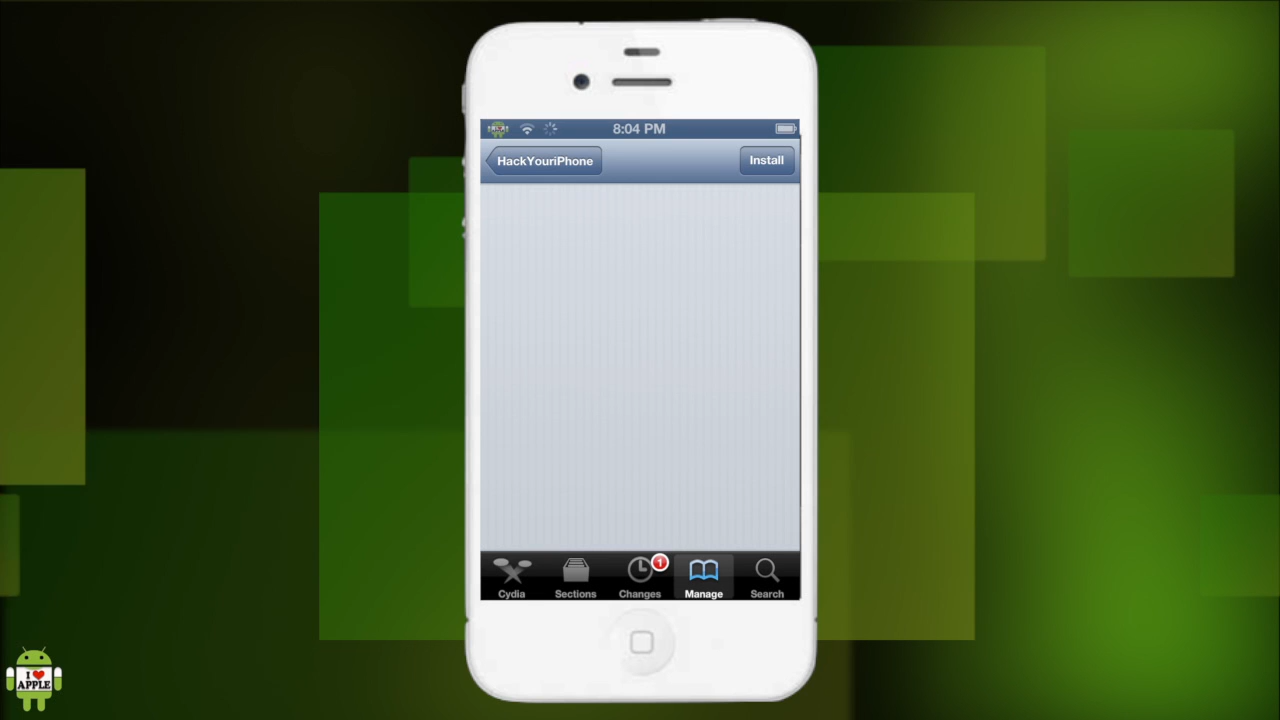 8:04 PM
HackYouriPhone
Install
1
Cydia
Sections
Changes
Manage
Search
I
APPLE